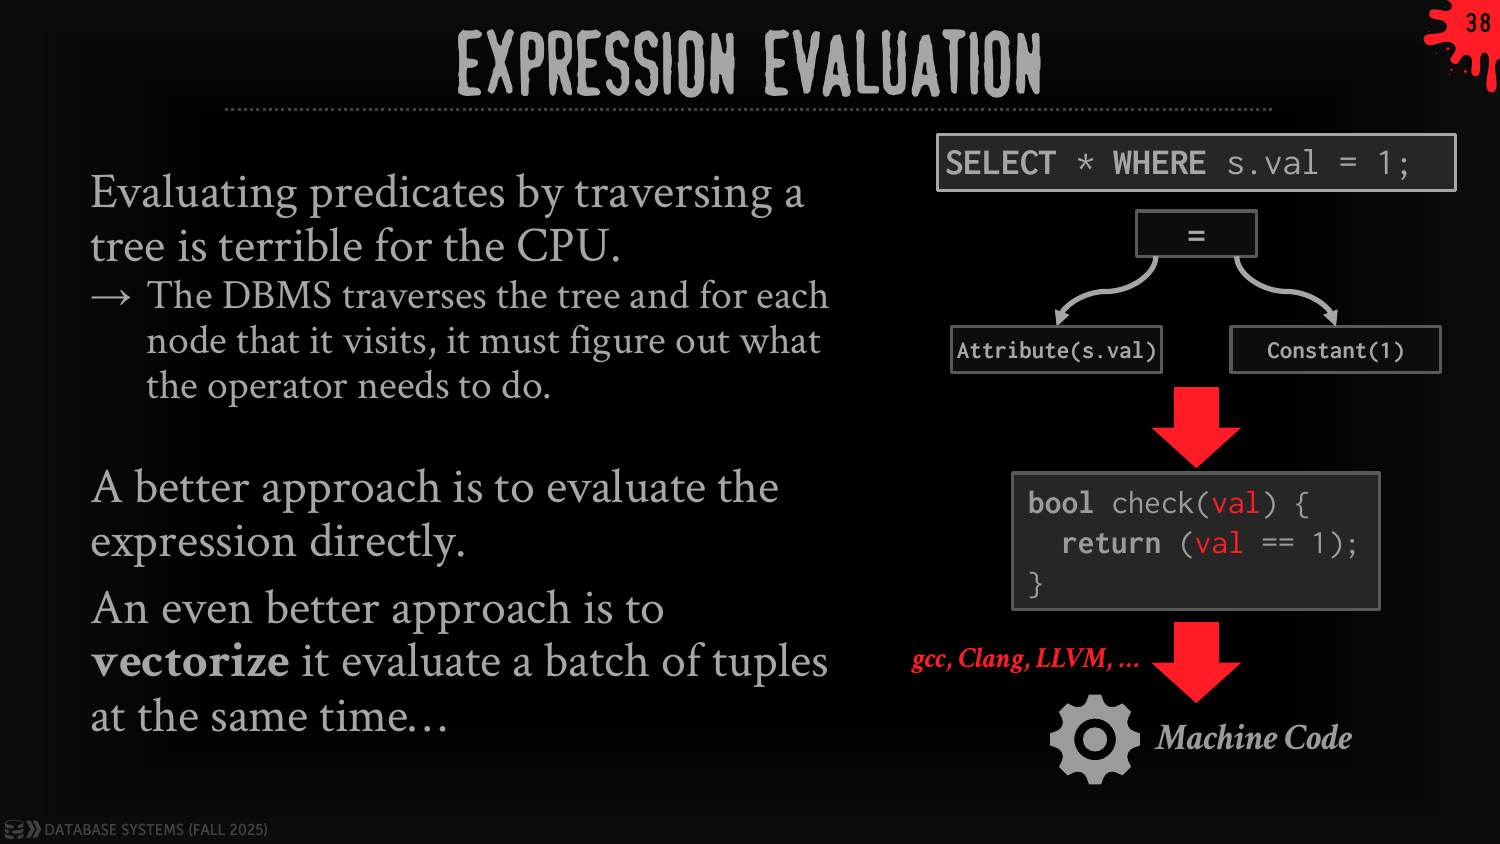 38
EXPRESSION EVALUATION
Evaluating predicates by traversing a
tree is terrible for the CPU.
→ The DBMS traverses the tree and for each
node that it visits, it must figure out what
the operator needs to do.
A better approach is to evaluate the
expression directly.
An even better approach is to
vectorize it evaluate a batch of tuples
at the same time…
SELECT * WHERE s.val = 1;
=
Attribute(s.val)
Constant(1)
bool check(val) {
return (val == 1);
}
gcc, Clang, LLVM, ...
Machine Code
DATABASE SYSTEMS (FALL 2025)